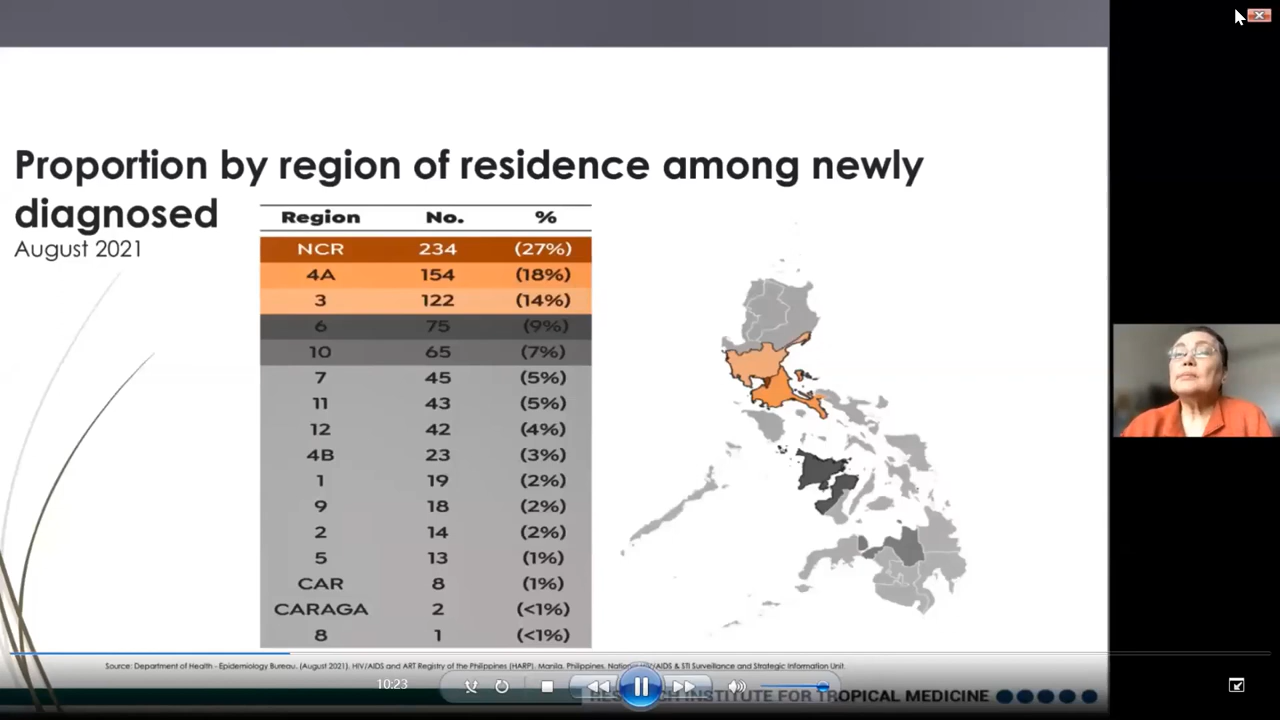 Proportion by region of residence among newly
diagnosed
August 2021
Region No. %
NCR 234 (27%)
4A 154 (18%)
3 122 (14%)
6 75 (9%)
10 65 (7%)
7 45 (5%)
11 43 (5%)
12 42 (4%)
4B 23 (3%)
1 19 (2%)
9 18 (2%)
2 14 (2%)
5 13 (1%)
CAR 8 (1%)
CARAGA 2 (<1%)
8 1 (<1%)
Source: Department of Health - Epidemiology Bureau. (August 2021). HIV/AIDS and ART Registry of the Philippines (HARP). Manila, Philippines. National HIV/AIDS & STI Surveillance and Strategic Information Unit.
10:23
RESEARCH INSTITUTE FOR TROPICAL MEDICINE